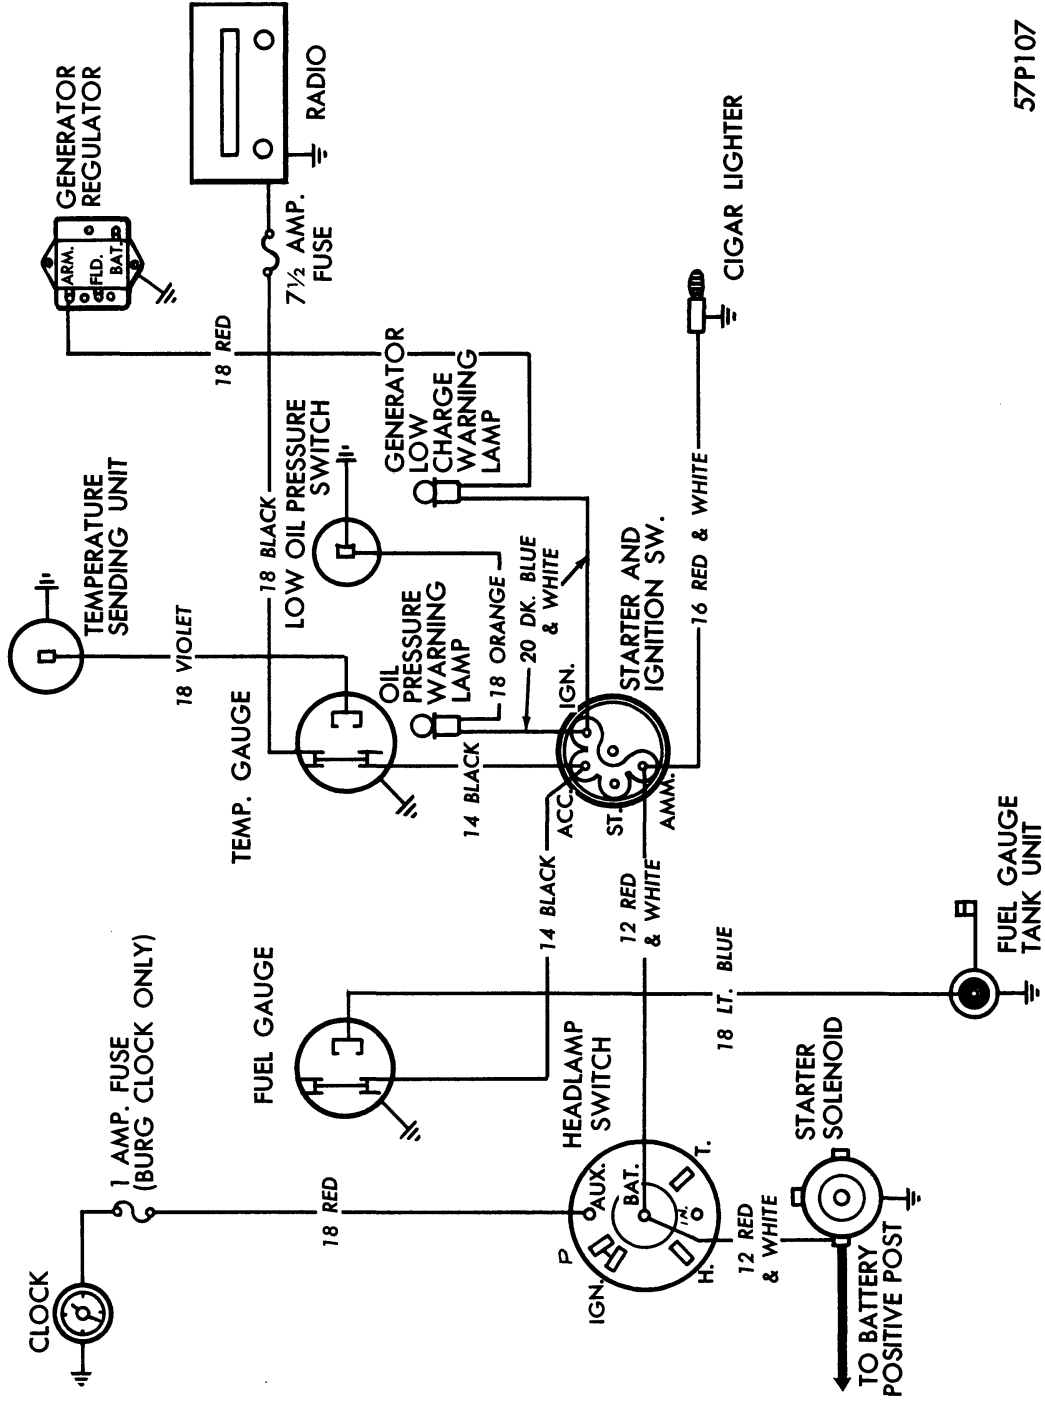 CLOCK
1 AMP. FUSE
(BURG CLOCK ONLY)
TEMPERATURE
SENDING UNIT
GENERATOR
REGULATOR
ARM.
FLD.
BAT.
18 VIOLET
18 RED
RADIO
7½ AMP.
FUSE
FUEL GAUGE
TEMP. GAUGE
18 BLACK
LOW OIL PRESSURE
SWITCH
18 RED
OIL
PRESSURE
WARNING
LAMP
GENERATOR
LOW
CHARGE
WARNING
LAMP
14 BLACK
18 ORANGE
20 DK. BLUE
& WHITE
HEADLAMP
SWITCH
14 BLACK
ACC.
IGN.
ST.
AMM.
STARTER AND
IGNITION SW.
P
IGN.
AUX.
BAT.
IN.
H.
T.
12 RED
& WHITE
16 RED & WHITE
CIGAR LIGHTER
18 LT. BLUE
12 RED
& WHITE
STARTER
SOLENOID
TO BATTERY
POSITIVE POST
FUEL GAUGE
TANK UNIT
57P107